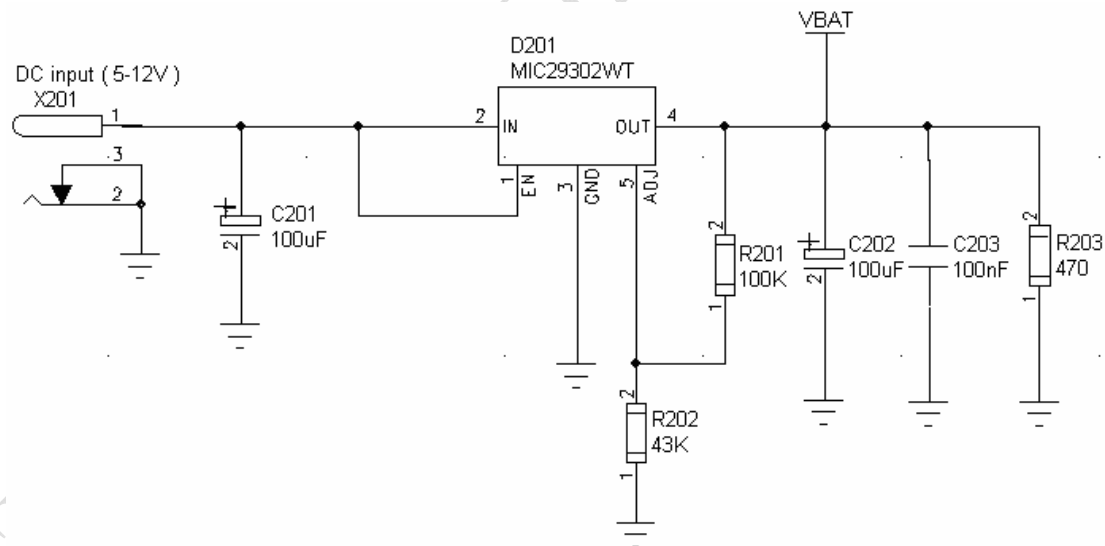 VBAT
D201
MIC29302WT
DC input ( 5-12V )
X201
1
2
IN
OUT
4
3
2
1
EN
3
GND
5
ADJ
C201
100uF
2
2
R201
100K
1
C202
100uF
2
C203
100nF
2
R203
470
1
2
R202
43K
1